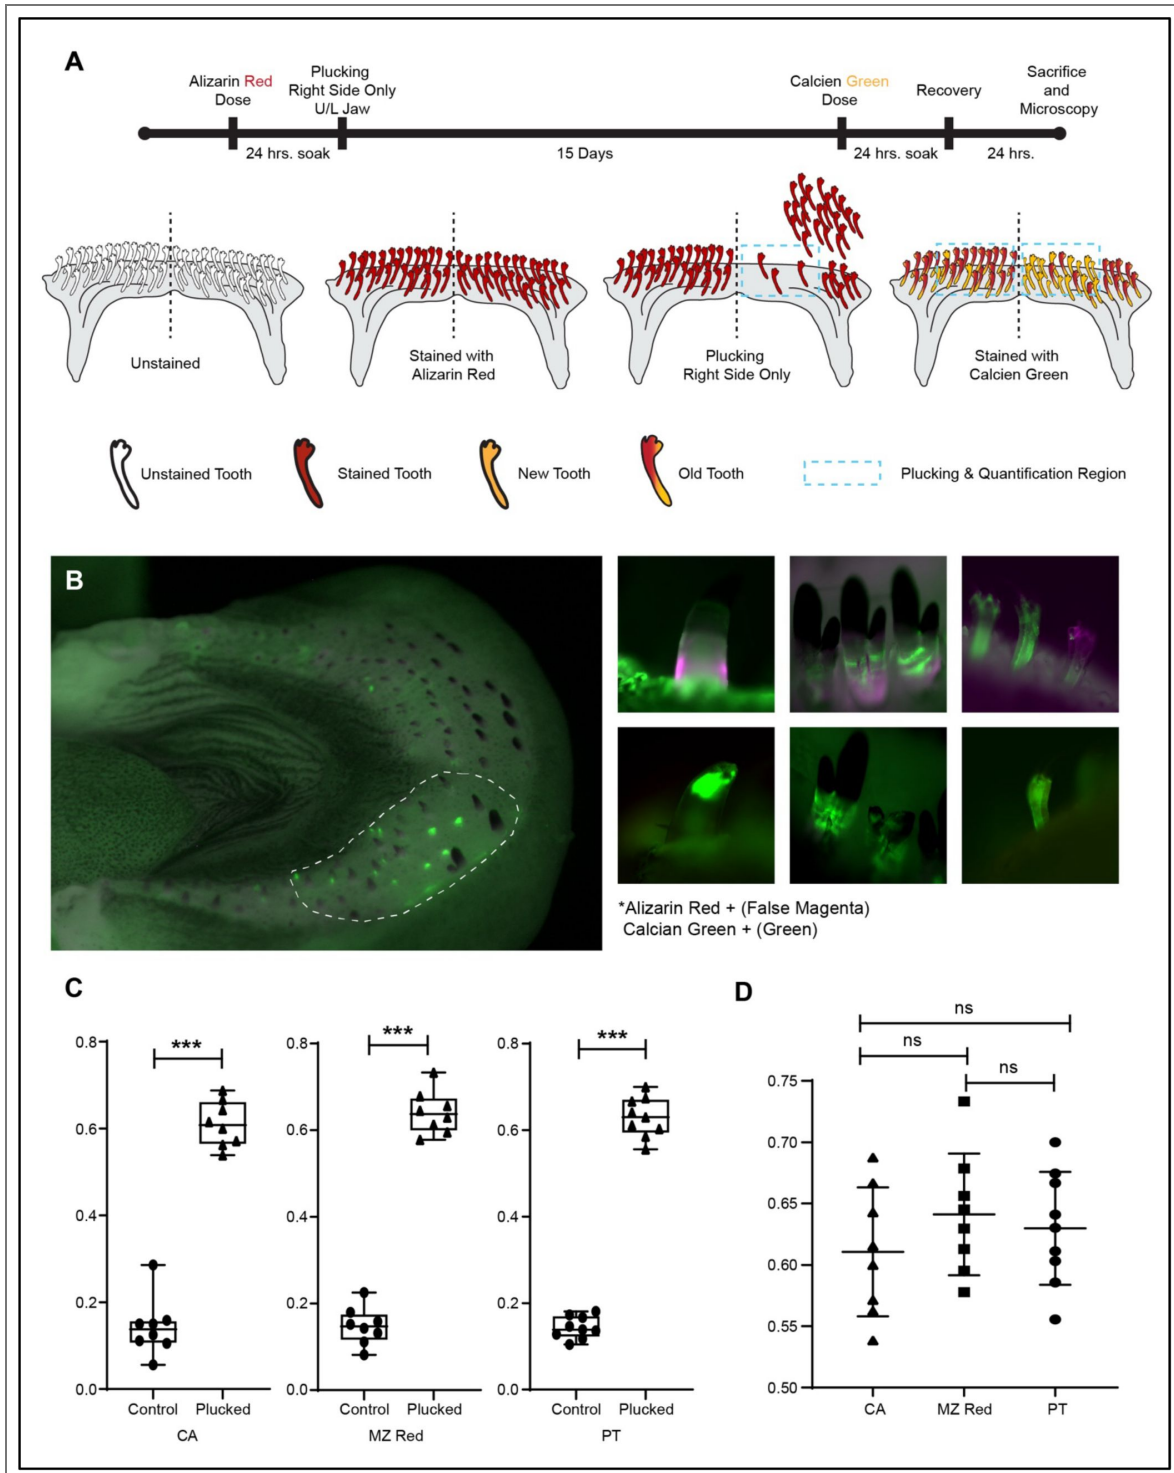 A
Alizarin Red
Dose
Plucking
Right Side Only
U/L Jaw
Calcien Green
Dose
Recovery
Sacrifice
and
Microscopy
24 hrs. soak
15 Days
24 hrs. soak
24 hrs.
Unstained
Stained with
Alizarin Red
Plucking
Right Side Only
Stained with
Calcien Green
Unstained Tooth
Stained Tooth
New Tooth
Old Tooth
Plucking & Quantification Region
B
*Alizarin Red + (False Magenta)
Calcian Green + (Green)
C
0.8
0.6
0.4
0.2
0.0
***
Control
Plucked
CA
0.8
0.6
0.4
0.2
0.0
***
Control
Plucked
MZ Red
0.8
0.6
0.4
0.2
0.0
***
Control
Plucked
PT
D
ns
ns
ns
0.75
0.70
0.65
0.60
0.55
0.50
CA
MZ Red
PT